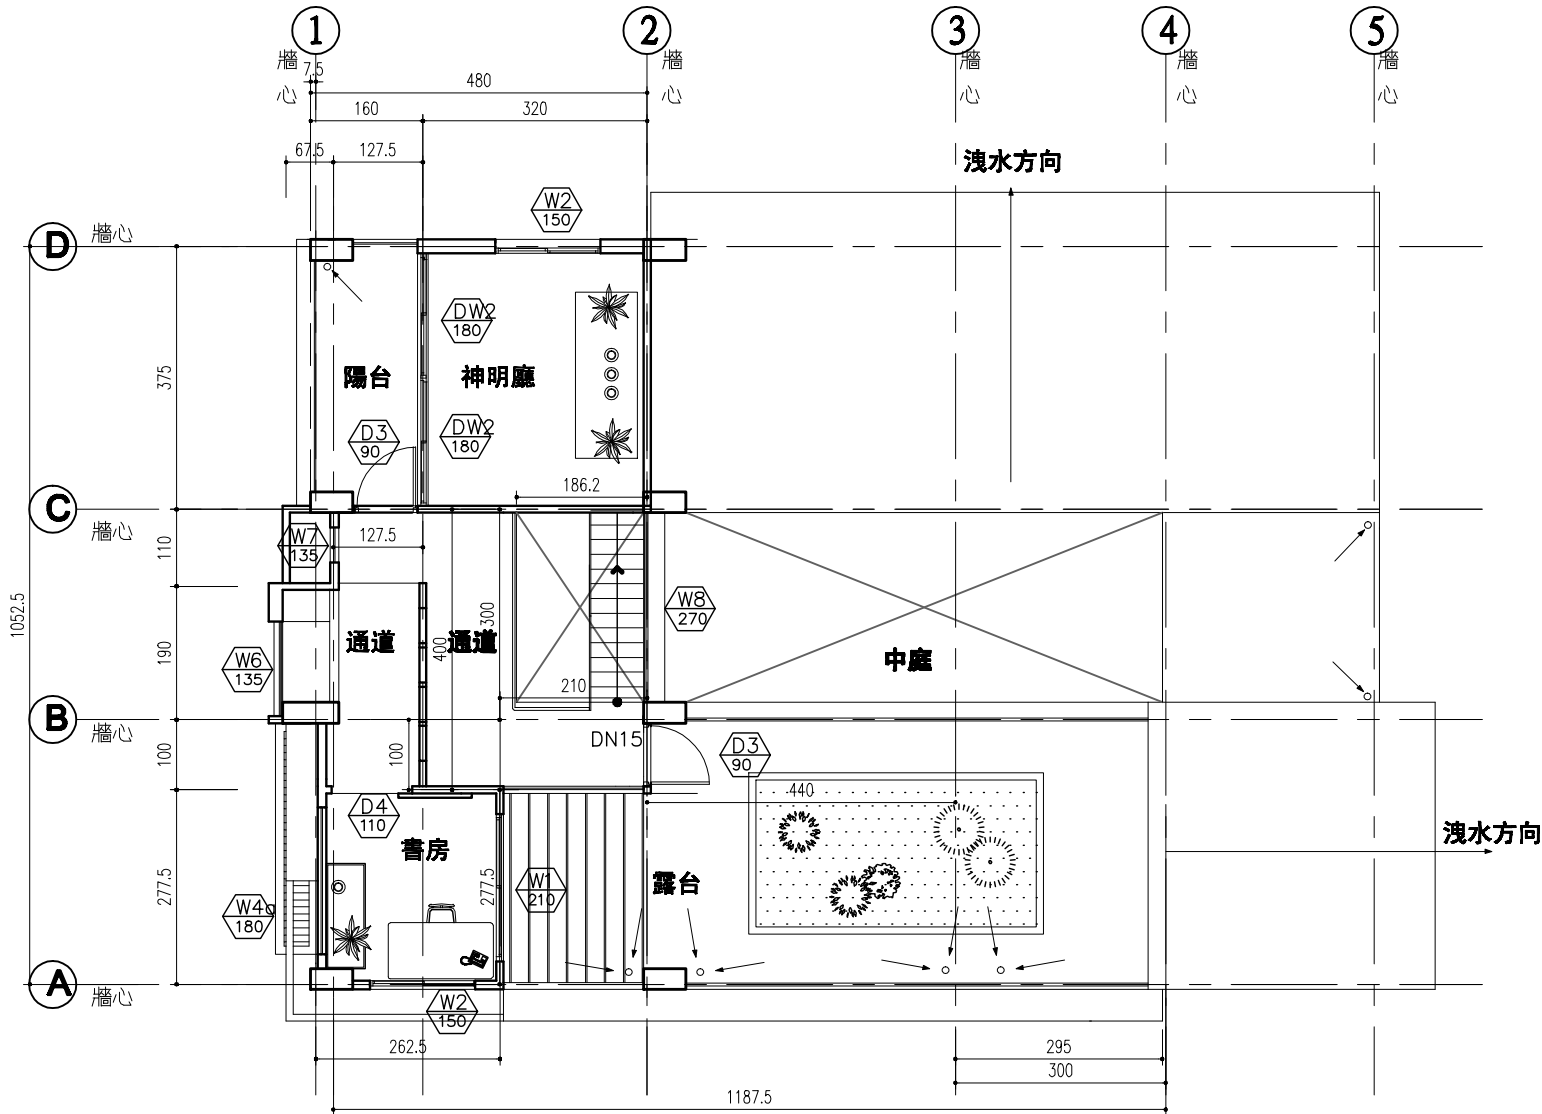 1 2 3 4 5
牆心 牆心 牆心 牆心 牆心
7.5
480
160 320
67.5 127.5
洩水方向
W2
150
D 牆心
DW2
180
375
陽台 神明廳
D3
90
DW2
180
186.2
C 牆心
W7
135
127.5
110
1052.5
300
W8
270
190
通道 400 通道
中庭
W6
135
210
B 牆心
DN15
D3
90
100 100
440
D4
110
洩水方向
書房
277.5 277.5
W1
210
露台
W4
180
A 牆心
W2
150
262.5 295
300
1187.5